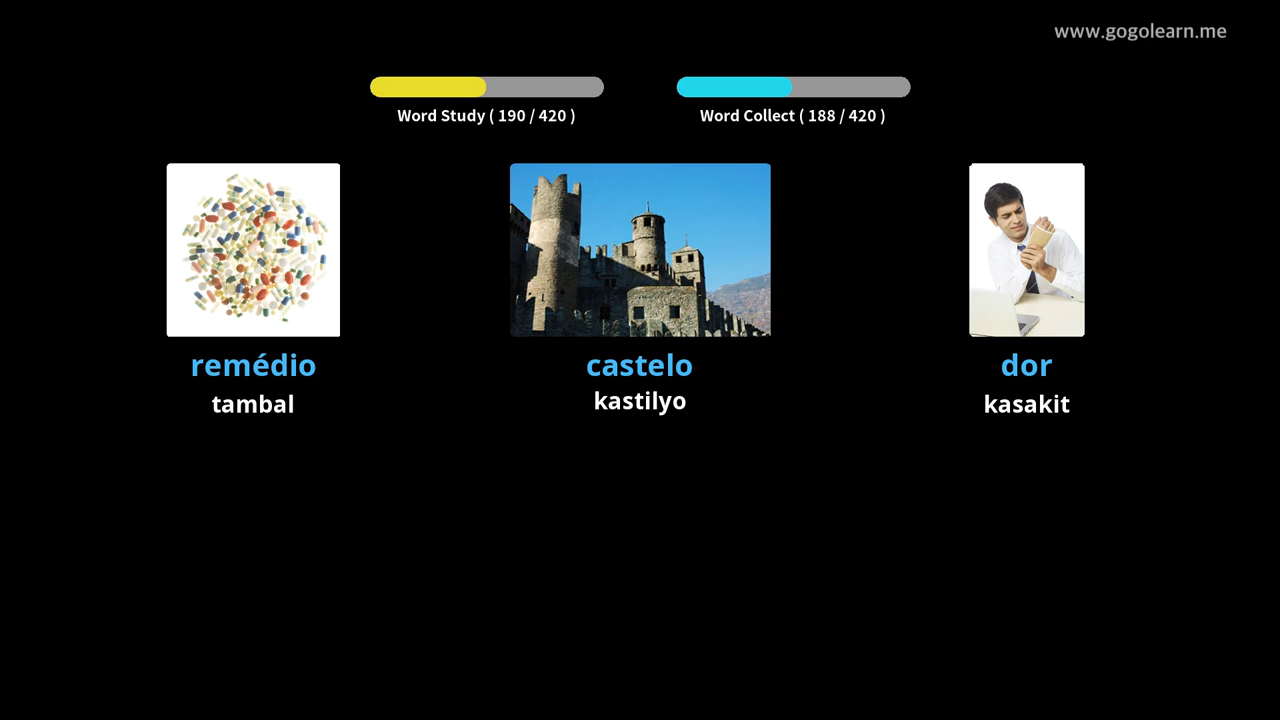 www.gogolearn.me
Word Study ( 190 / 420 )
Word Collect ( 188 / 420 )
remédio
tambal
castelo
kastilyo
dor
kasakit